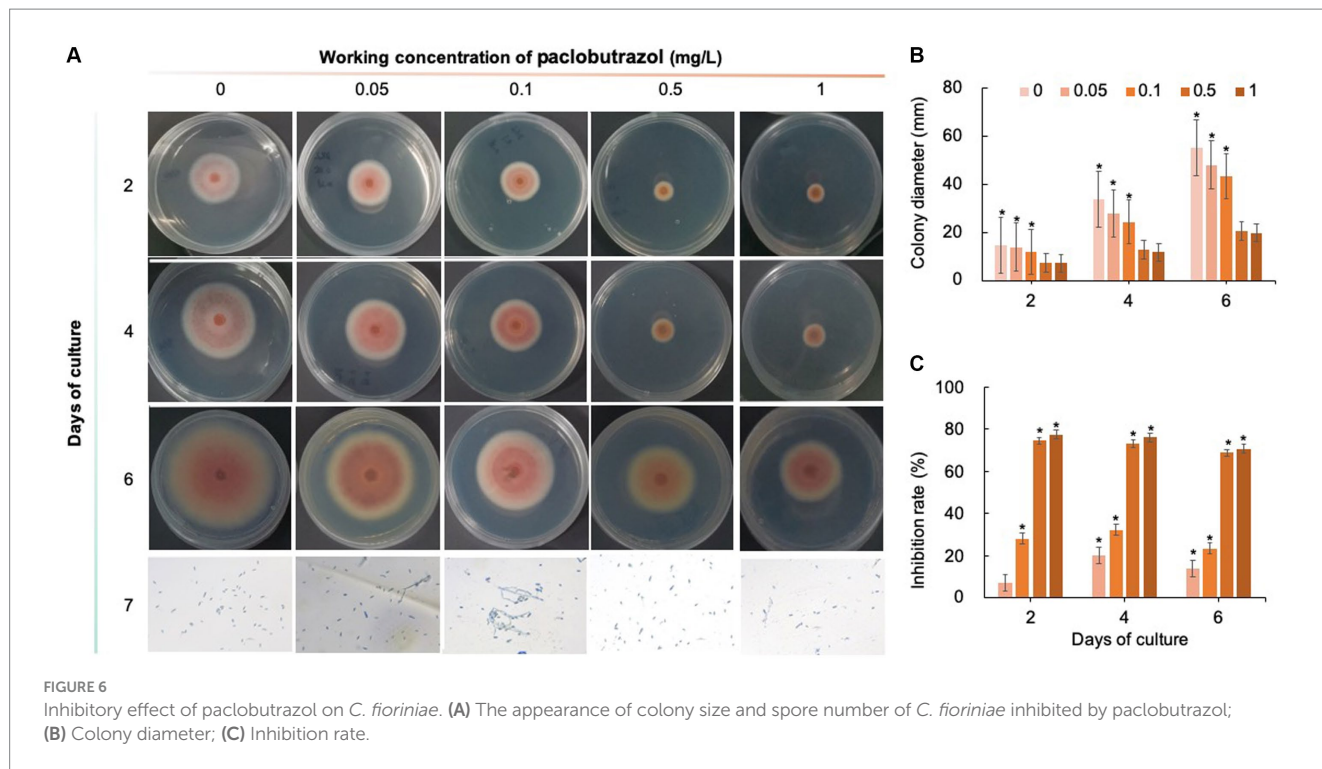 A
Working concentration of paclobutrazol (mg/L)
0 0.05 0.1 0.5 1
Days of culture
2
4
6
7
B
Colony diameter (mm)
80
60
40
20
0
0 0.05 0.1 0.5 1
* * * * * * * * *
2 4 6
C
Inhibition rate (%)
100
80
60
40
20
0
* * * * * * * * * * *
2 4 6
Days of culture
FIGURE 6
Inhibitory effect of paclobutrazol on C. fioriniae. (A) The appearance of colony size and spore number of C. fioriniae inhibited by paclobutrazol;
(B) Colony diameter; (C) Inhibition rate.